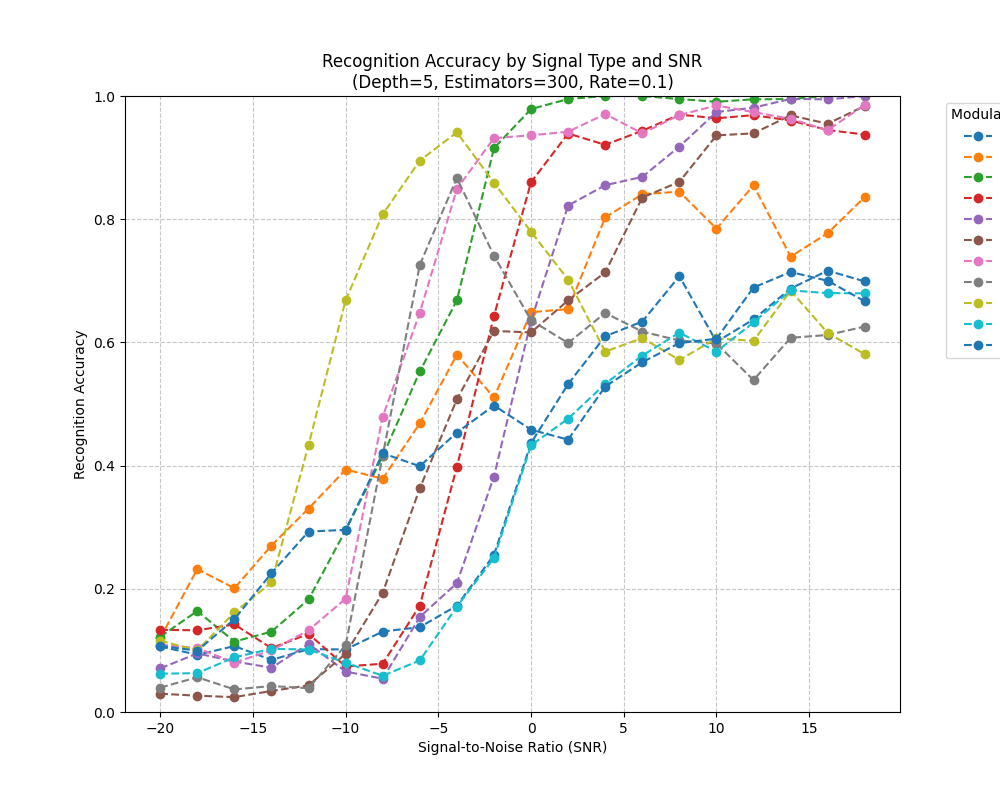 Recognition Accuracy by Signal Type and SNR
(Depth=5, Estimators=300, Rate=0.1)
Modula
1.0
0.8
0.6
0.4
0.2
0.0
Recognition Accuracy
−20
−15
−10
−5
0
5
10
15
Signal-to-Noise Ratio (SNR)